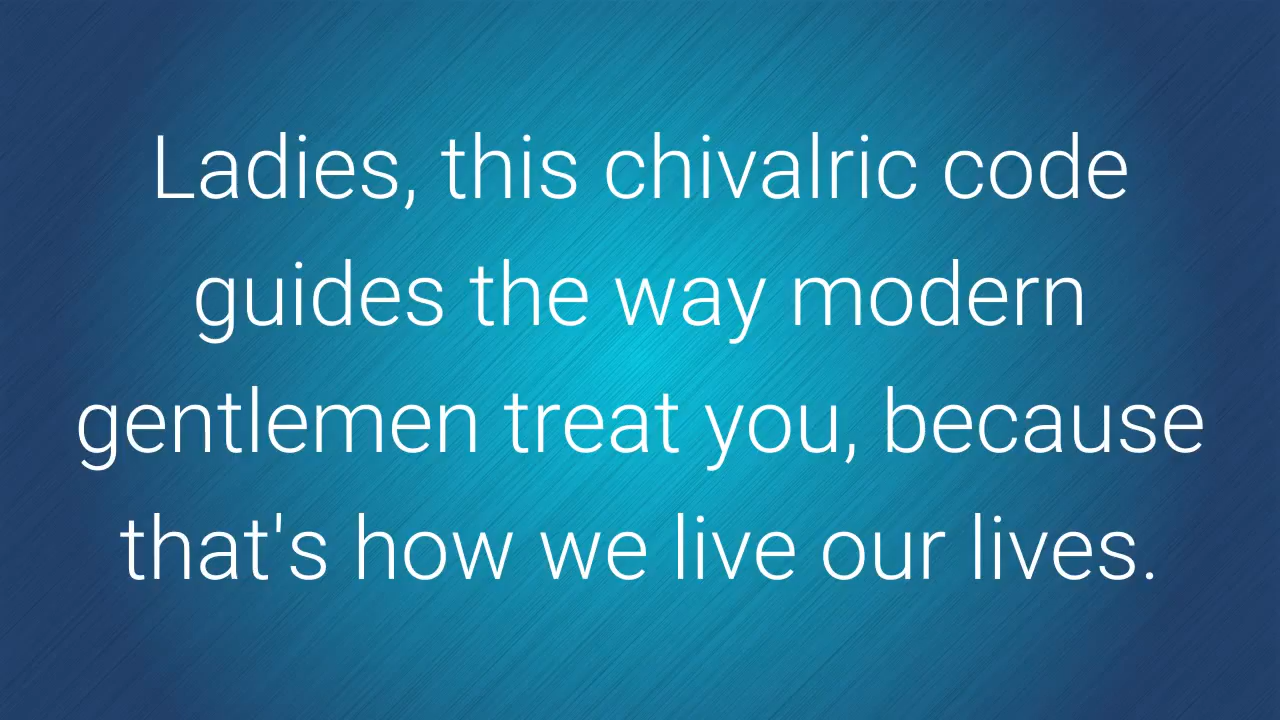 Ladies, this chivalric code
guides the way modern
gentlemen treat you, because
that's how we live our lives.